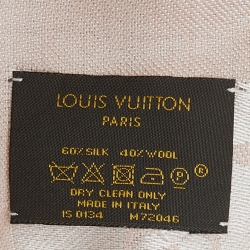 LOUIS VUITTON
PARIS
60% SILK 40% WOOL
P
DRY CLEAN ONLY
MADE IN ITALY
IS 0134 M72046